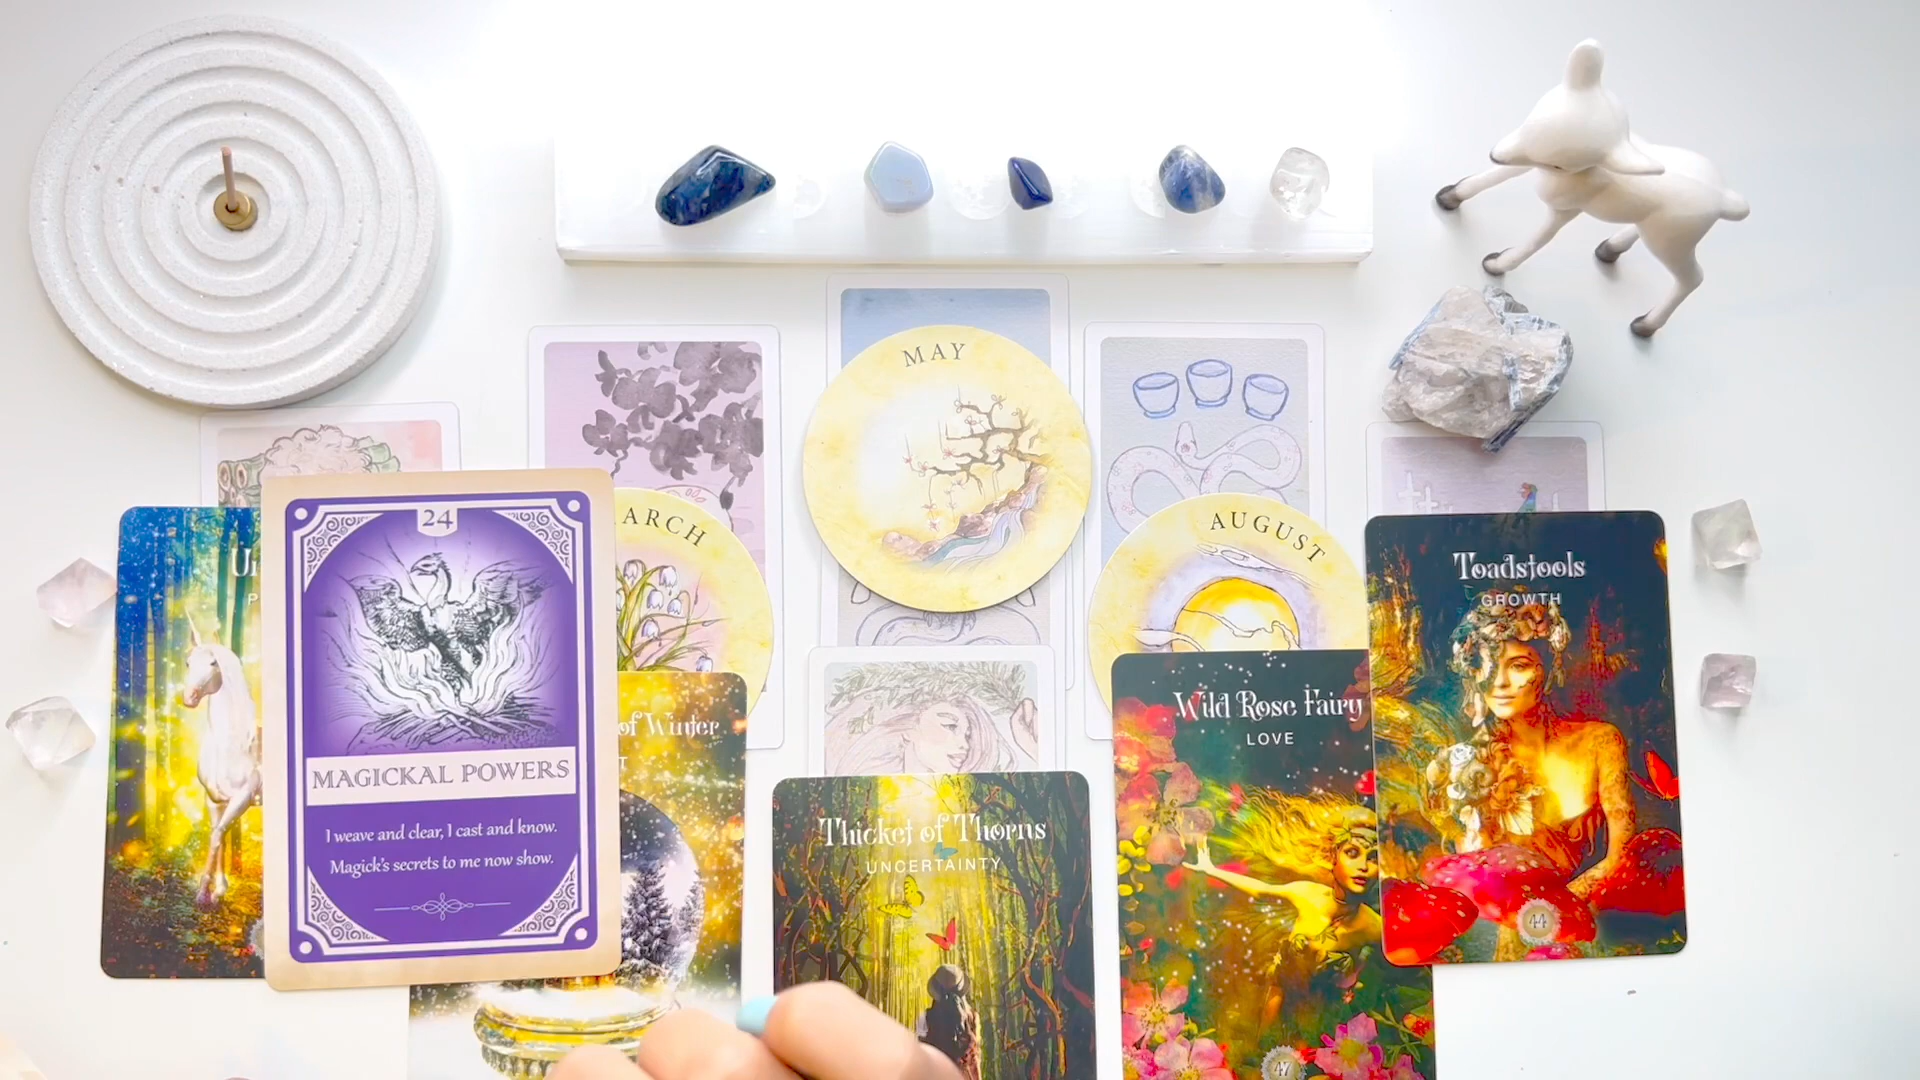 MAY
ARCH
AUGUST
24
MAGICKAL POWERS
I weave and clear, I cast and know.
Magick's secrets to me now show.
of Winter
Thicket of Thorns
UNCERTAINTY
Wild Rose Fairy
LOVE
47
Toadstools
GROWTH
44